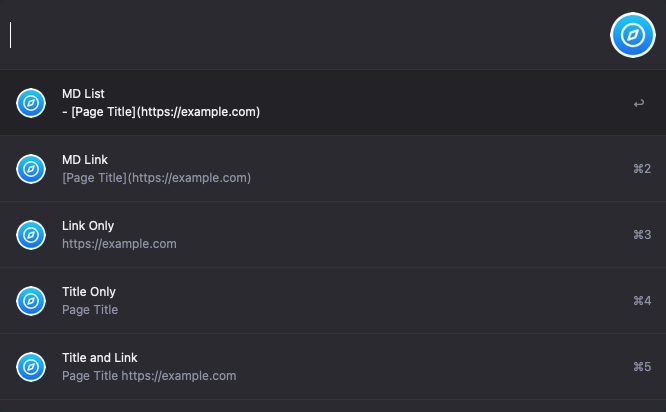 MD List
- [Page Title](https://example.com)
↩
MD Link
[Page Title](https://example.com)
⌘2
Link Only
https://example.com
⌘3
Title Only
Page Title
⌘4
Title and Link
Page Title https://example.com
⌘5